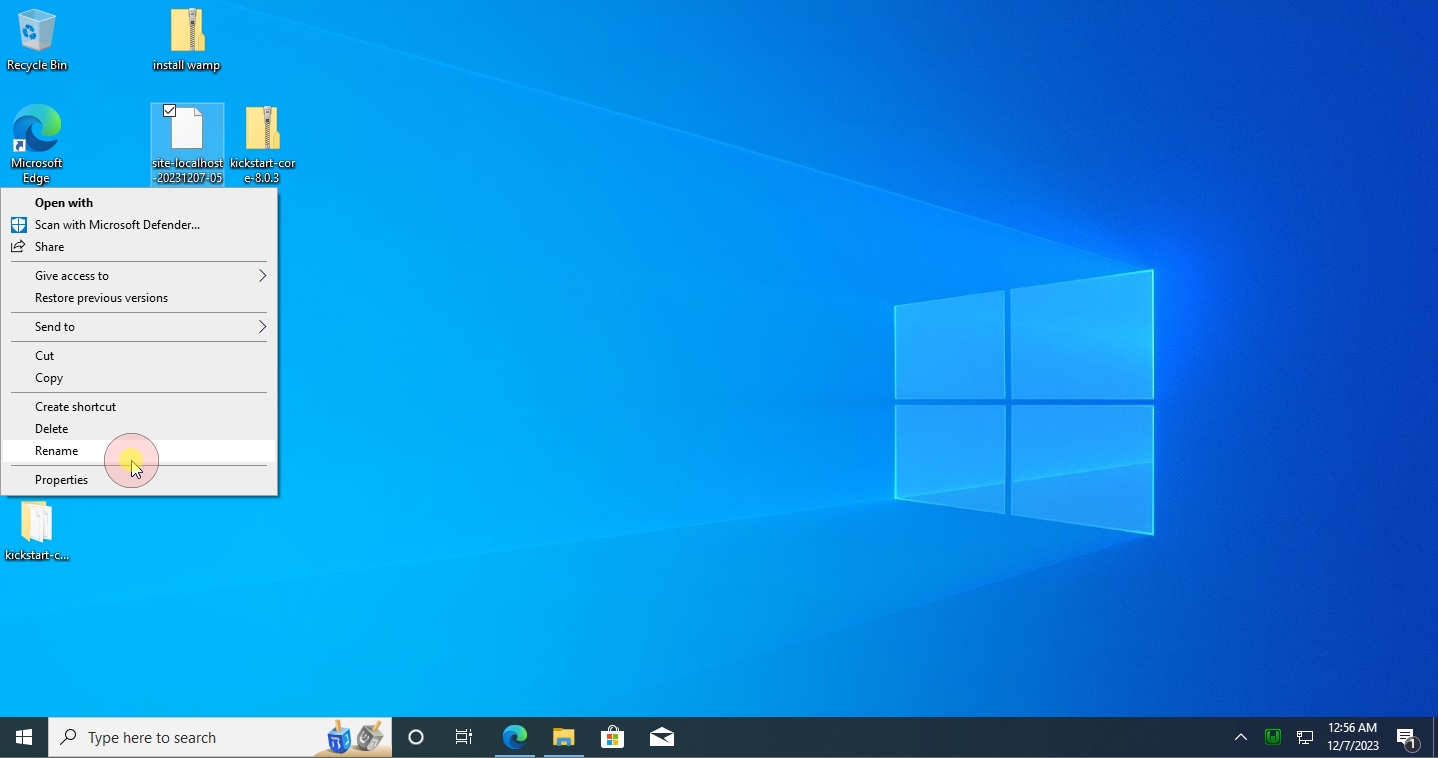 Recycle Bin
install wamp
Microsoft
Edge
site-localhost
-20231207-05
kickstart-cor
e-8.0.3
Open with
Scan with Microsoft Defender...
Share
Give access to
Restore previous versions
Send to
Cut
Copy
Create shortcut
Delete
Rename
Properties
kickstart-c...
Type here to search
12:56 AM
12/7/2023
1